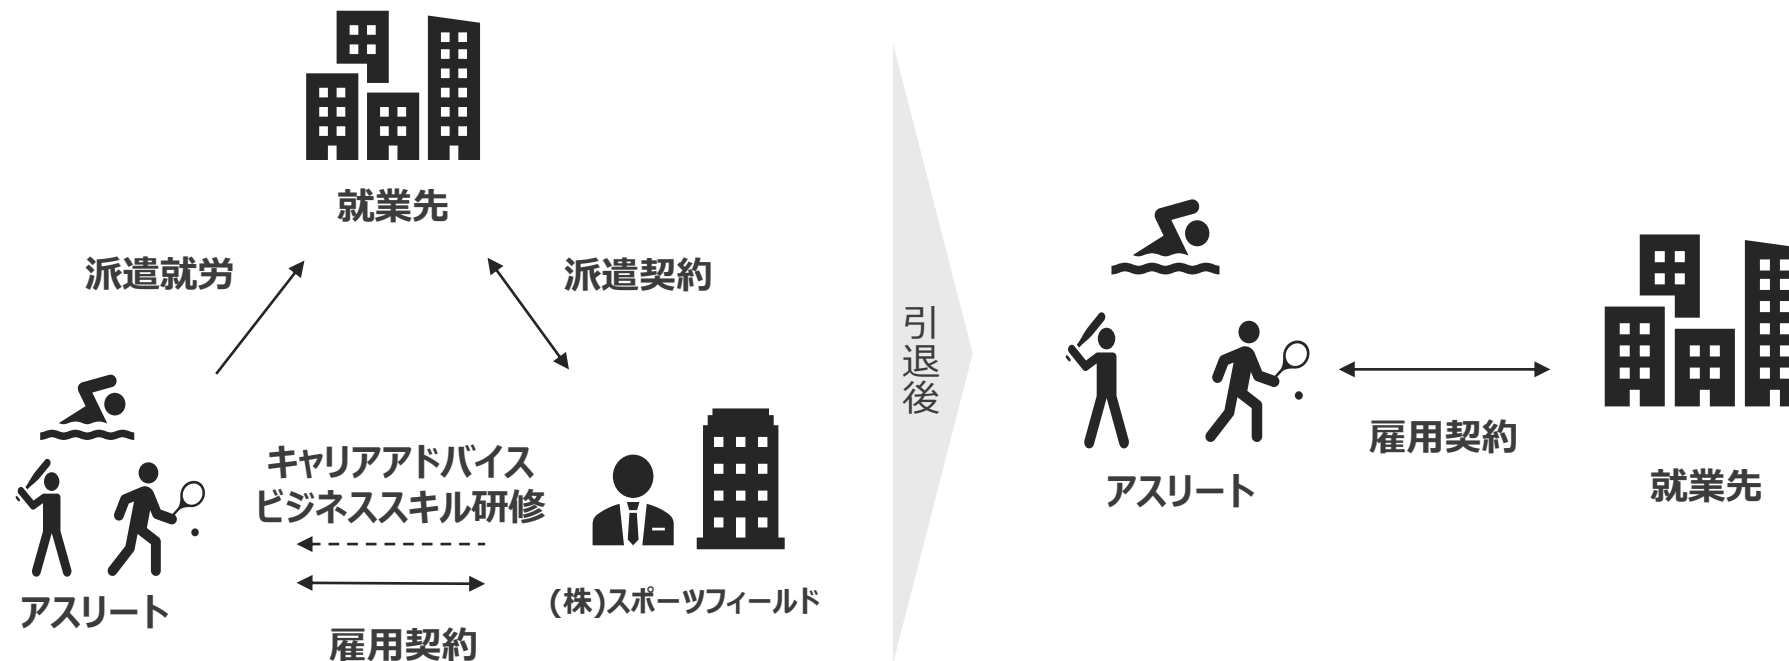 就業先
派遣就労
派遣契約
キャリアアドバイス
ビジネススキル研修
アスリート
(株)スポーツフィールド
雇用契約
引退後
アスリート
雇用契約
就業先